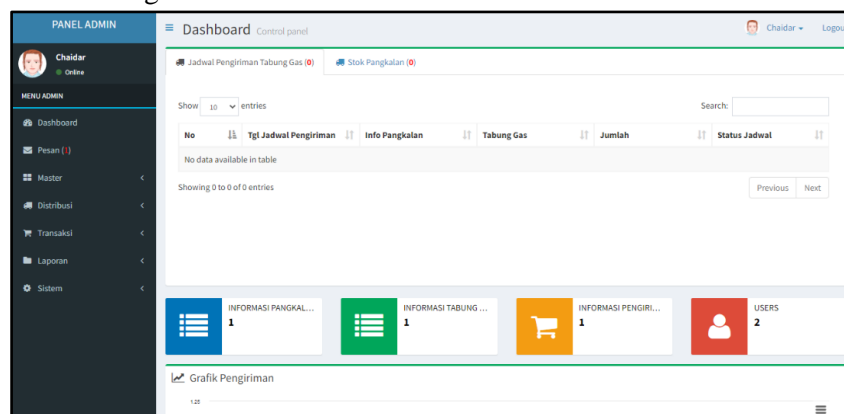 PANEL ADMIN
Dashboard Control panel
Chaidar
Logou
Chaidar
Online
MENU ADMIN
Dashboard
Pesan (1)
Master
Distribusi
Transaksi
Laporan
Sistem
Jadwal Pengiriman Tabung Gas (0)
Stok Pangkalan (0)
Show 10 entries
Search:
No Tgl Jadwal Pengiriman Info Pangkalan Tabung Gas Jumlah Status Jadwal
No data available in table
Showing 0 to 0 of 0 entries
Previous Next
INFORMASI PANGKAL...
1
INFORMASI TABUNG ...
1
INFORMASI PENGIRI...
1
USERS
2
Grafik Pengiriman
1.25